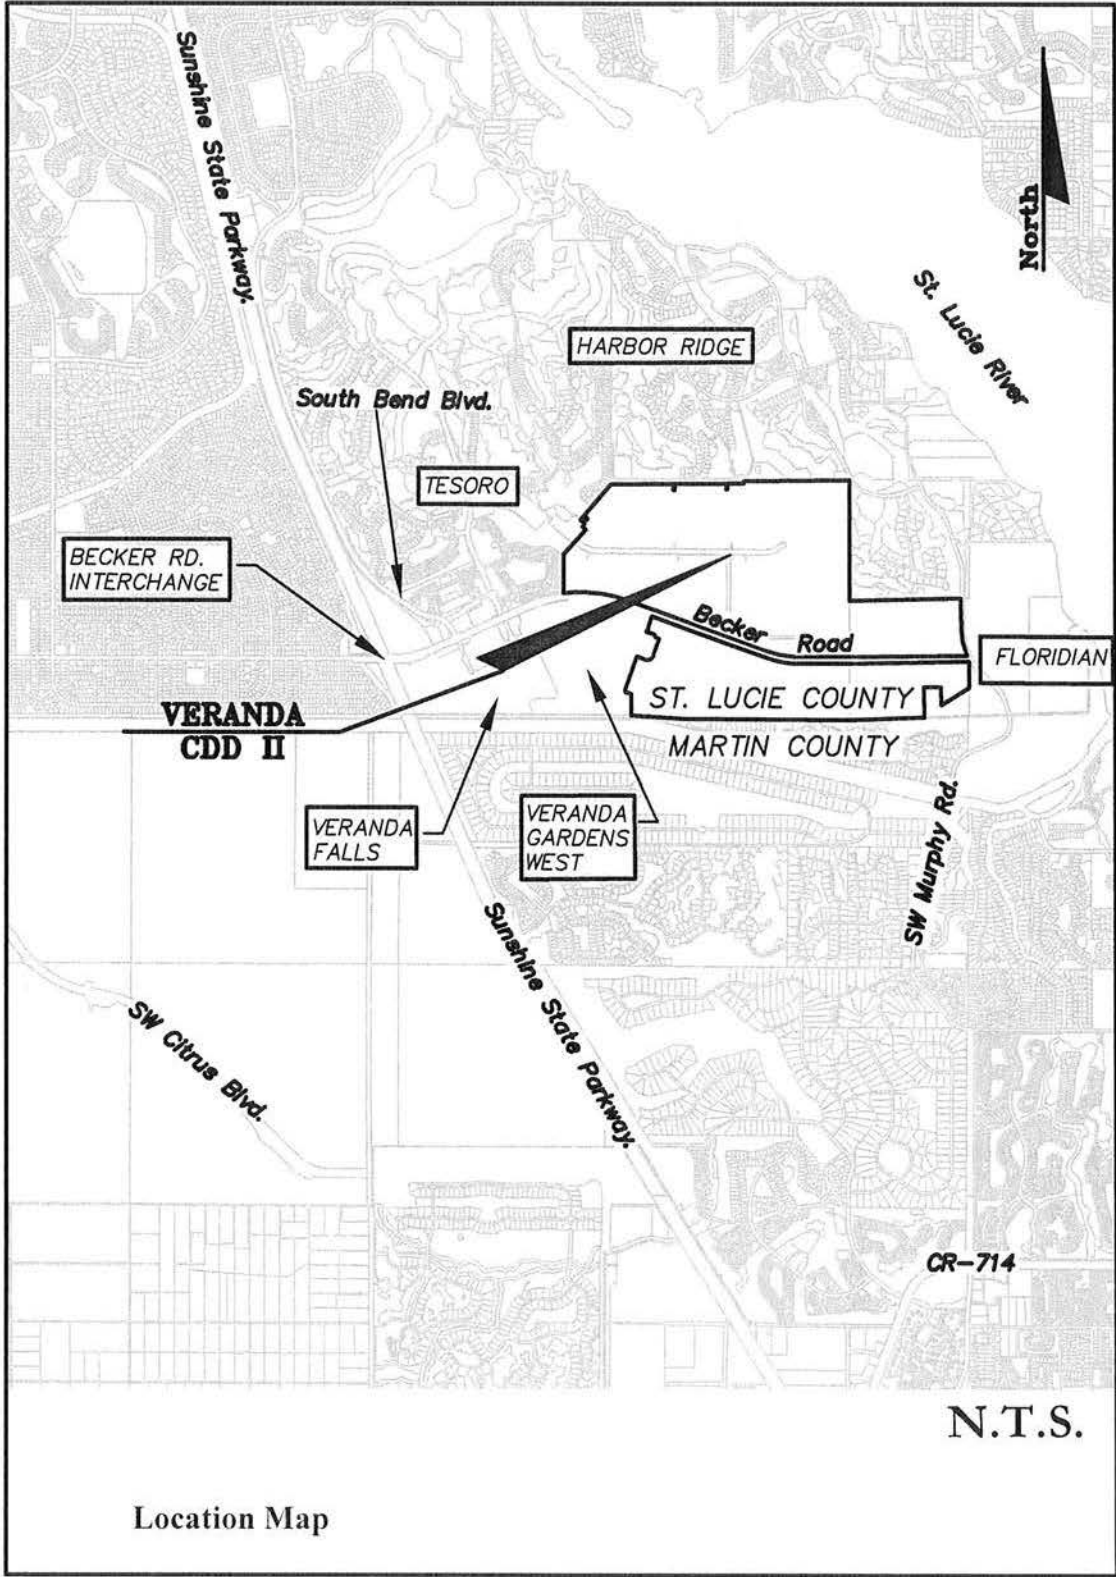 Sunshine State Parkway.
North
St. Lucie River
HARBOR RIDGE
South Bend Blvd.
TESORO
BECKER RD.
INTERCHANGE
Becker Road
FLORIDIAN
ST. LUCIE COUNTY
VERANDA
CDD II
MARTIN COUNTY
VERANDA
FALLS
VERANDA
GARDENS
WEST
SW Murphy Rd.
Sunshine State Parkway.
SW Citrus Blvd.
CR-714
N.T.S.
Location Map